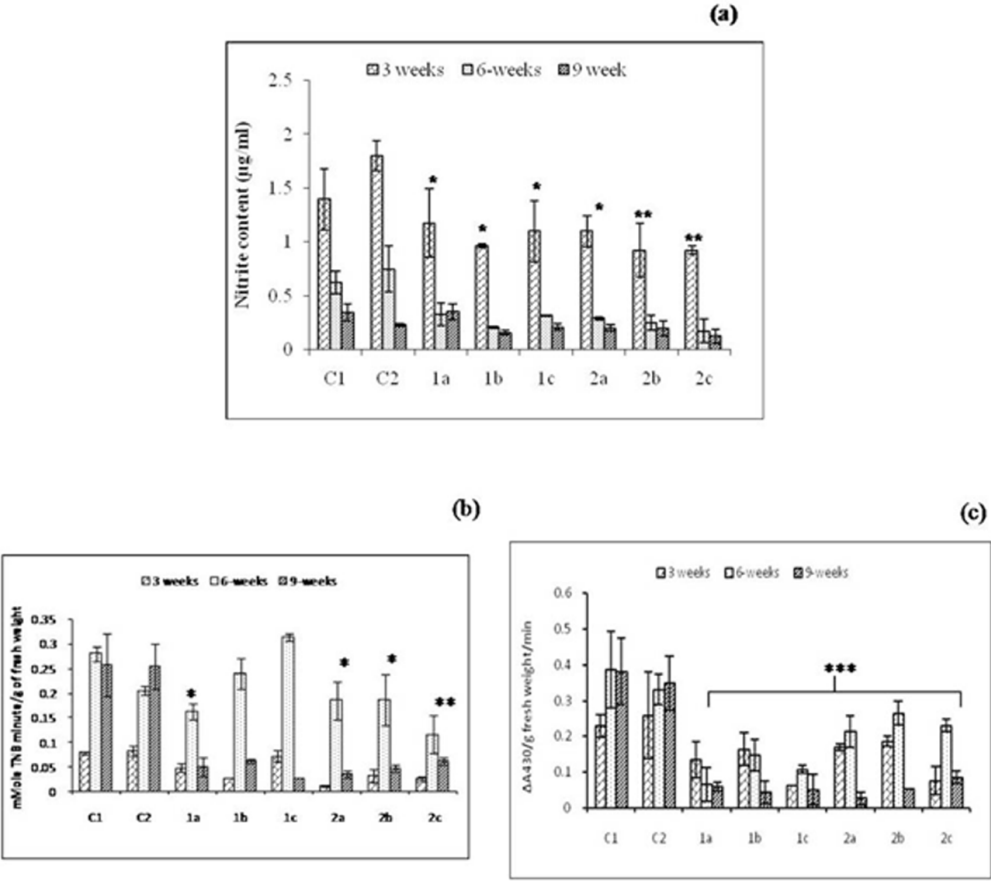 (a)
3 weeks 6-weeks 9 week
Nitrite content (µg/ml)
2.5
2
1.5
1
0.5
0
* * * * ** **
C1 C2 1a 1b 1c 2a 2b 2c
(b)
3 weeks 6-weeks 9-weeks
mMole TNB minute/g of fresh weight
0.35
0.3
0.25
0.2
0.15
0.1
0.05
0
* * * **
C1 C2 1a 1b 1c 2a 2b 2c
(c)
3 weeks 6-weeks 9-weeks
ΔA430/g fresh weight/min
0.6
0.5
0.4
0.3
0.2
0.1
0
***
C1 C2 1a 1b 1c 2a 2b 2c